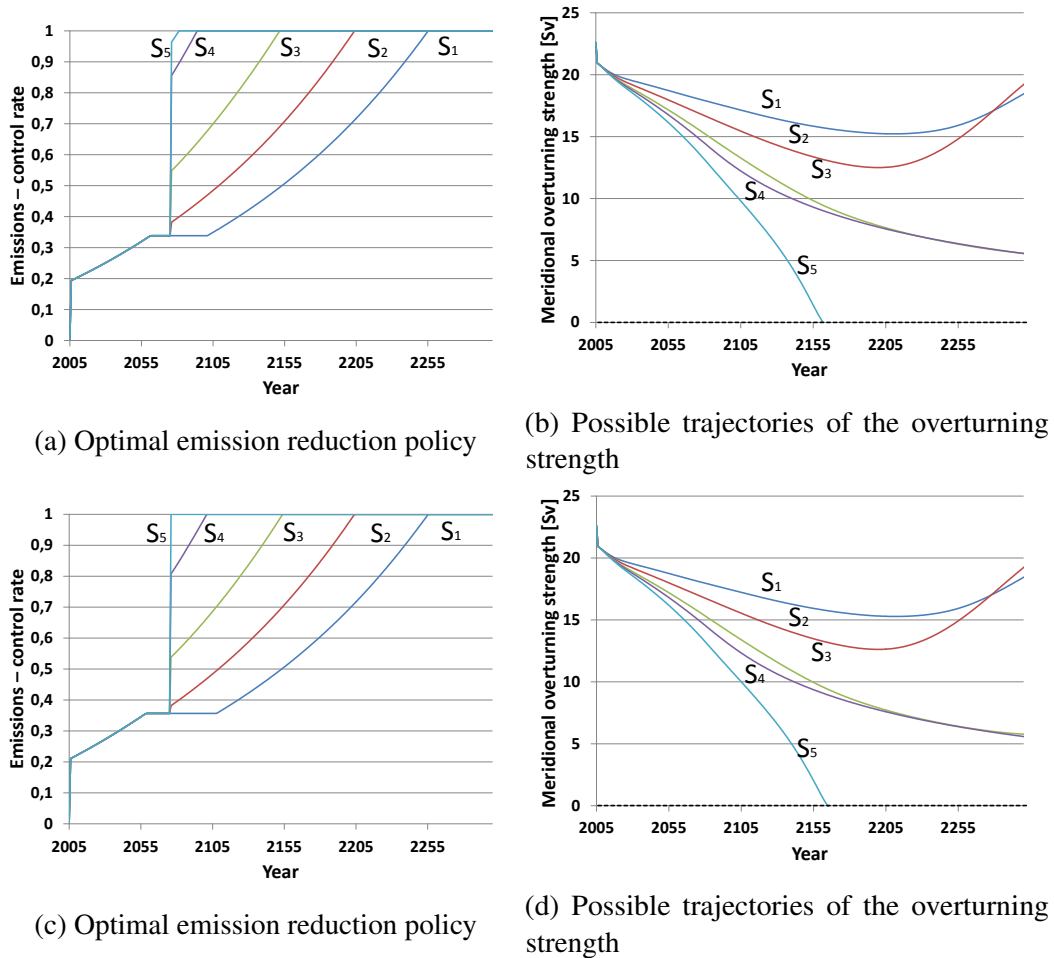 Emissions – control rate
1
0,9
0,8
0,7
0,6
0,5
0,4
0,3
0,2
0,1
0
S5 S4 S3 S2 S1
2005 2055 2105 2155 2205 2255
Year
(a) Optimal emission reduction policy
Meridional overturning strength [Sv]
25
20
15
10
5
0
S1
S2
S3
S4
S5
2005 2055 2105 2155 2205 2255
Year
(b) Possible trajectories of the overturning
strength
Emissions – control rate
1
0,9
0,8
0,7
0,6
0,5
0,4
0,3
0,2
0,1
0
S5 S4 S3 S2 S1
2005 2055 2105 2155 2205 2255
Year
(c) Optimal emission reduction policy
Meridional overturning strength [Sv]
25
20
15
10
5
0
S1
S2
S3
S4
S5
2005 2055 2105 2155 2205 2255
Year
(d) Possible trajectories of the overturning
strength